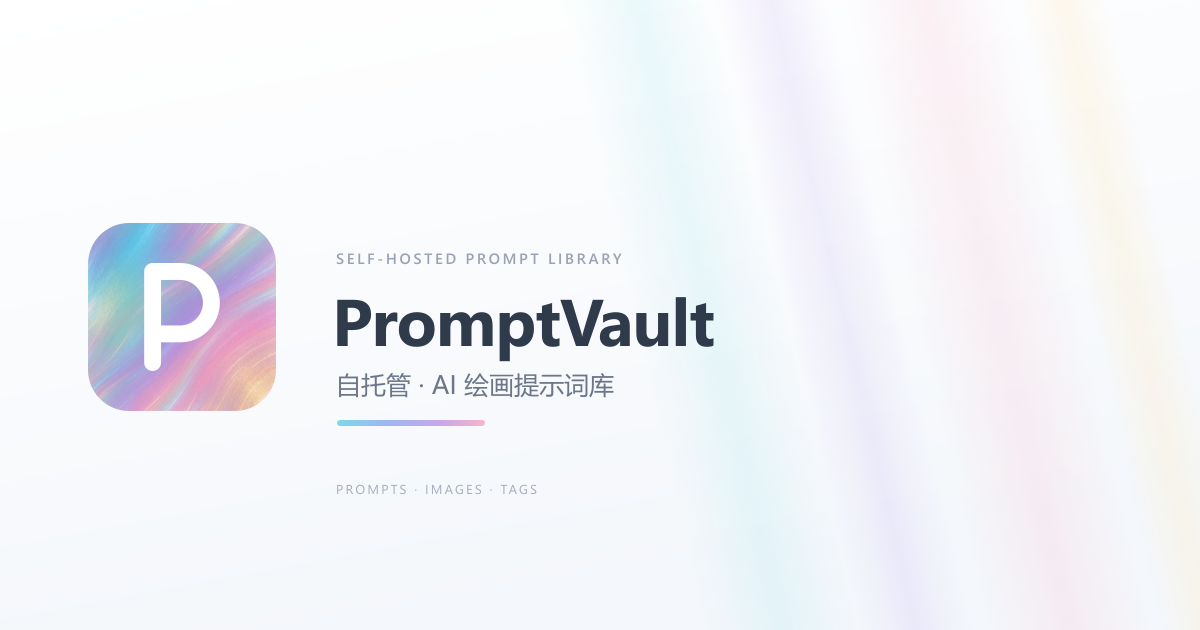 P
SELF-HOSTED PROMPT LIBRARY
PromptVault
自托管 · AI 绘画提示词库
PROMPTS · IMAGES · TAGS